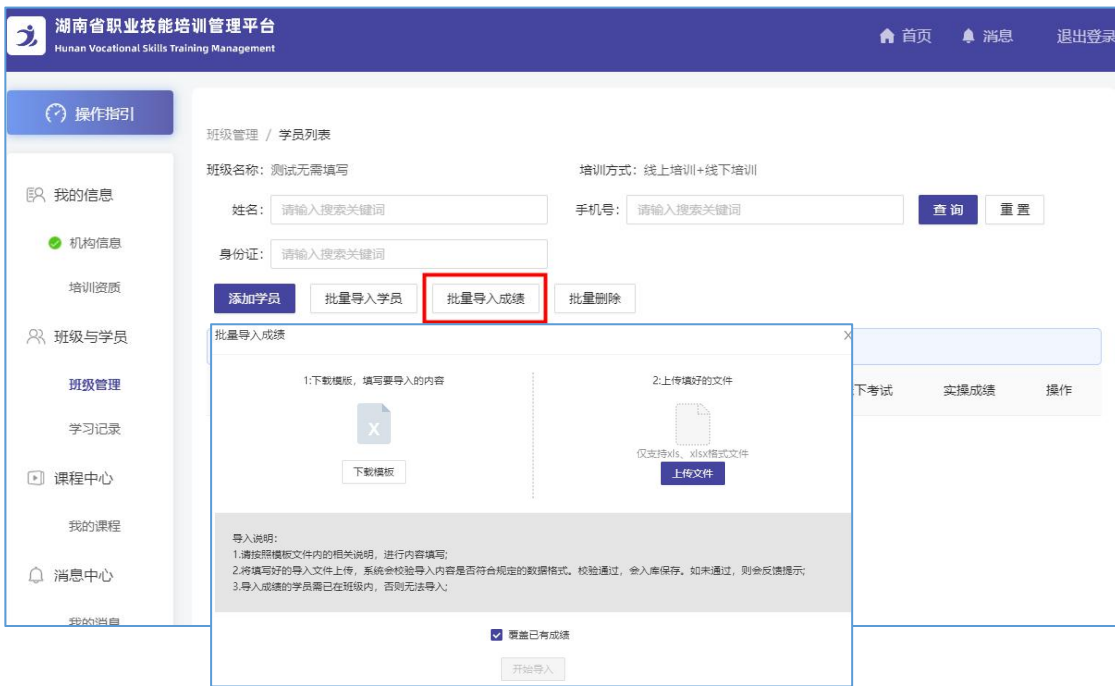 湖南省职业技能培训管理平台
Hunan Vocational Skills Training Management
首页 消息 退出登录
操作指引
我的信息
机构信息
培训资质
班级与学员
班级管理
学习记录
课程中心
我的课程
消息中心
我的消息
班级管理 / 学员列表
班级名称：测试无需填写 培训方式：线上培训+线下培训
姓名： 请输入搜索关键词 手机号： 请输入搜索关键词 查询 重置
身份证： 请输入搜索关键词
添加学员 批量导入学员 批量导入成绩 批量删除
下考试 实操成绩 操作
批量导入成绩 X
1:下载模版，填写要导入的内容 2:上传填好的文件
X
仅支持xls、xlsx格式文件
下载模板 上传文件
导入说明：
1.请按照模板文件内的相关说明，进行内容填写;
2.将填写好的导入文件上传，系统会校验导入内容是否符合规定的数据格式。校验通过，会入库保存。如未通过，则会反馈提示;
3.导入成绩的学员需已在班级内，否则无法导入;
覆盖已有成绩
开始导入